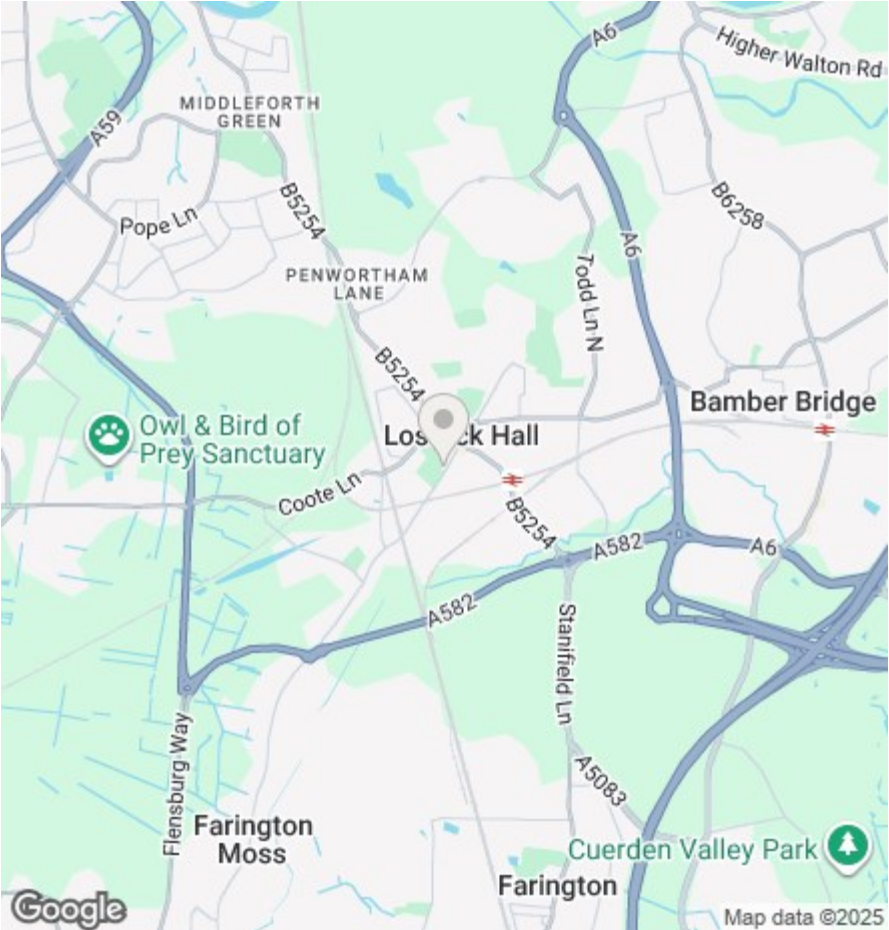 A6
Higher Walton Rd
MIDDLEFORTH
GREEN
A59
B5254
B6258
Pope Ln
A6
Todd Ln N
PENWORTHAM
LANE
B5254
Bamber Bridge
Owl & Bird of
Prey Sanctuary
Hall
Coote Ln
B5254
A582
A6
A582
Stanifield Ln
Flensburg Way
A5083
Farington
Moss
Cuerden Valley Park
Farington
Google
Map data ©2025